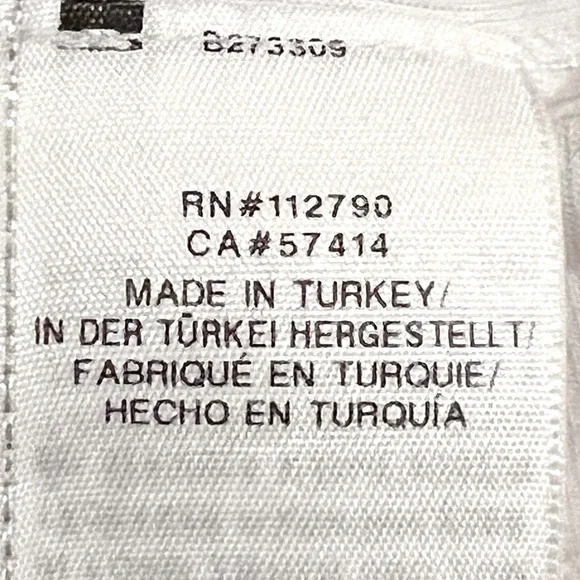 B273309
RN#112790
CA#57414
MADE IN TURKEY/
IN DER TÜRKEI HERGESTELLT/
FABRIQUÉ EN TURQUIE/
HECHO EN TURQUÍA